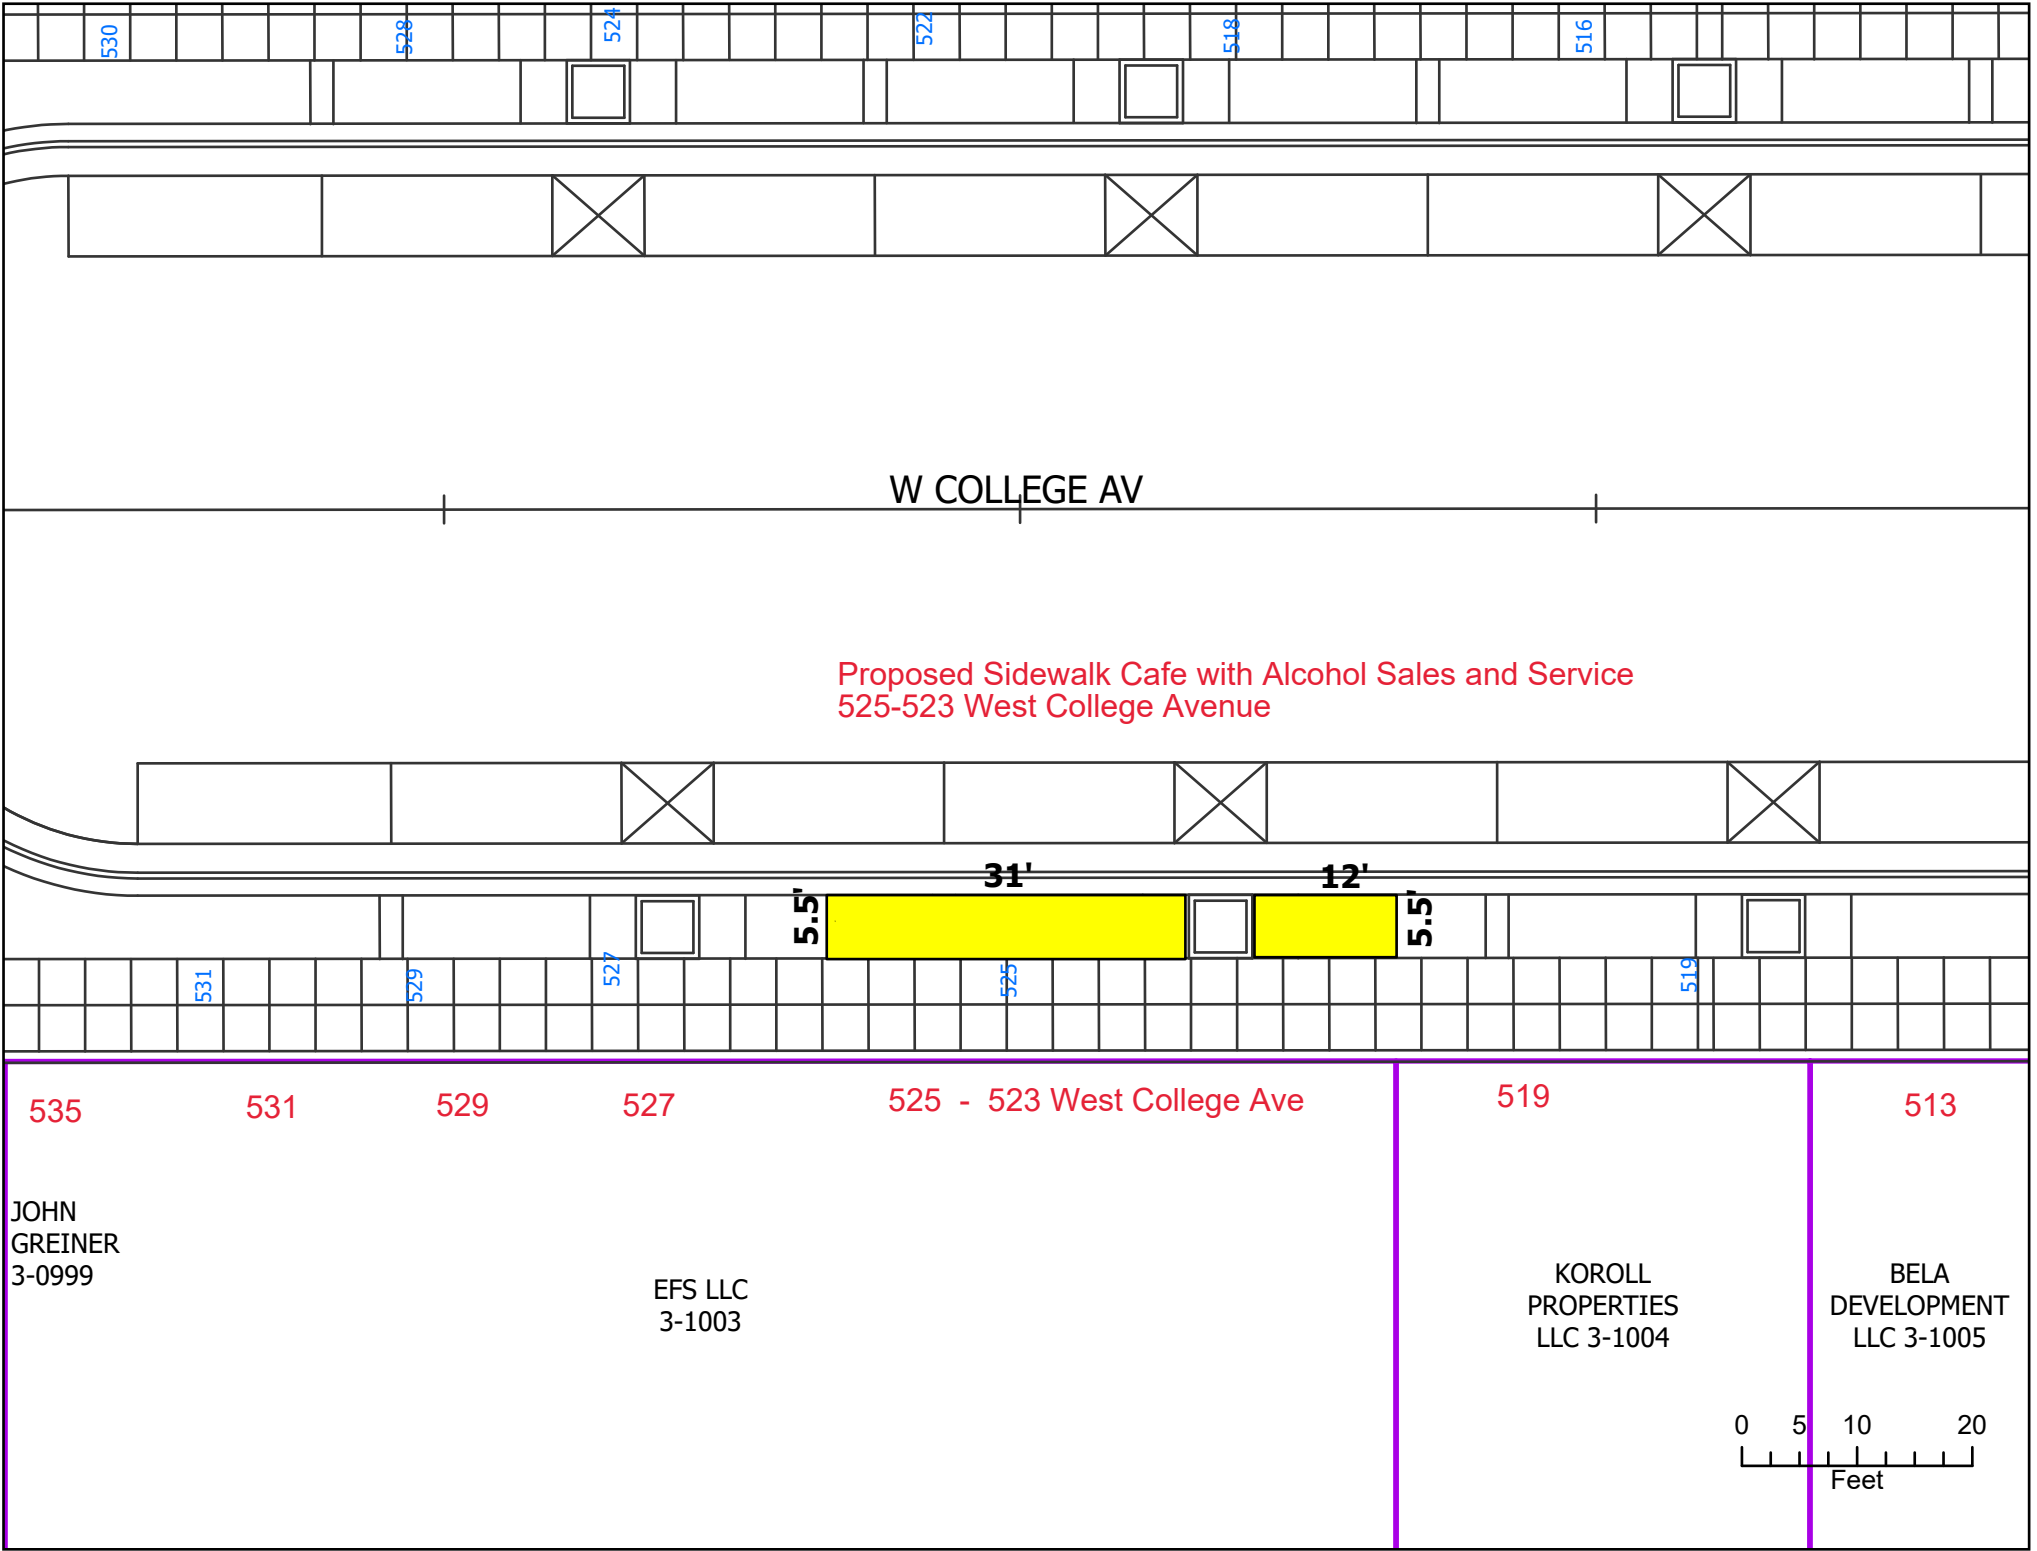 530
528
524
522
518
516
W COLLEGE AV
Proposed Sidewalk Cafe with Alcohol Sales and Service
525-523 West College Avenue
31'
12'
5.5'
5.5'
531
529
527
525
519
535
531
529
527
525 - 523 West College Ave
519
513
JOHN
GREINER
3-0999
EFS LLC
3-1003
KOROLL
PROPERTIES
LLC 3-1004
BELA
DEVELOPMENT
LLC 3-1005
0 5 10 20
Feet